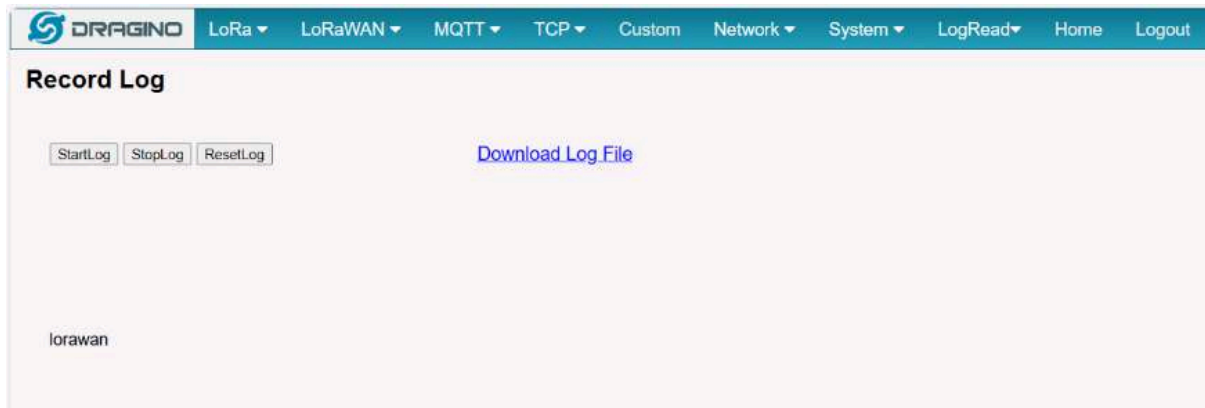 DRAGINO LoRa LoRaWAN MQTT TCP Custom Network System LogRead Home Logout
Record Log
StartLog StopLog ResetLog Download Log File
lorawan